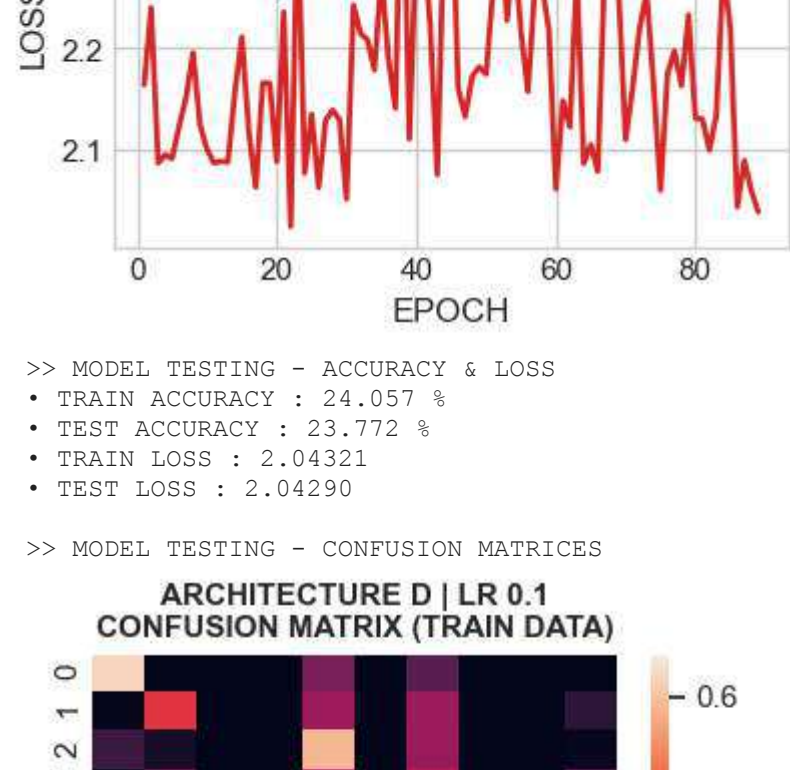 LOSS
2.2
2.1
0 20 40 60 80
EPOCH
>> MODEL TESTING - ACCURACY & LOSS
• TRAIN ACCURACY : 24.057 %
• TEST ACCURACY : 23.772 %
• TRAIN LOSS : 2.04321
• TEST LOSS : 2.04290
>> MODEL TESTING - CONFUSION MATRICES
ARCHITECTURE D | LR 0.1
CONFUSION MATRIX (TRAIN DATA)
0
1
2
0.6